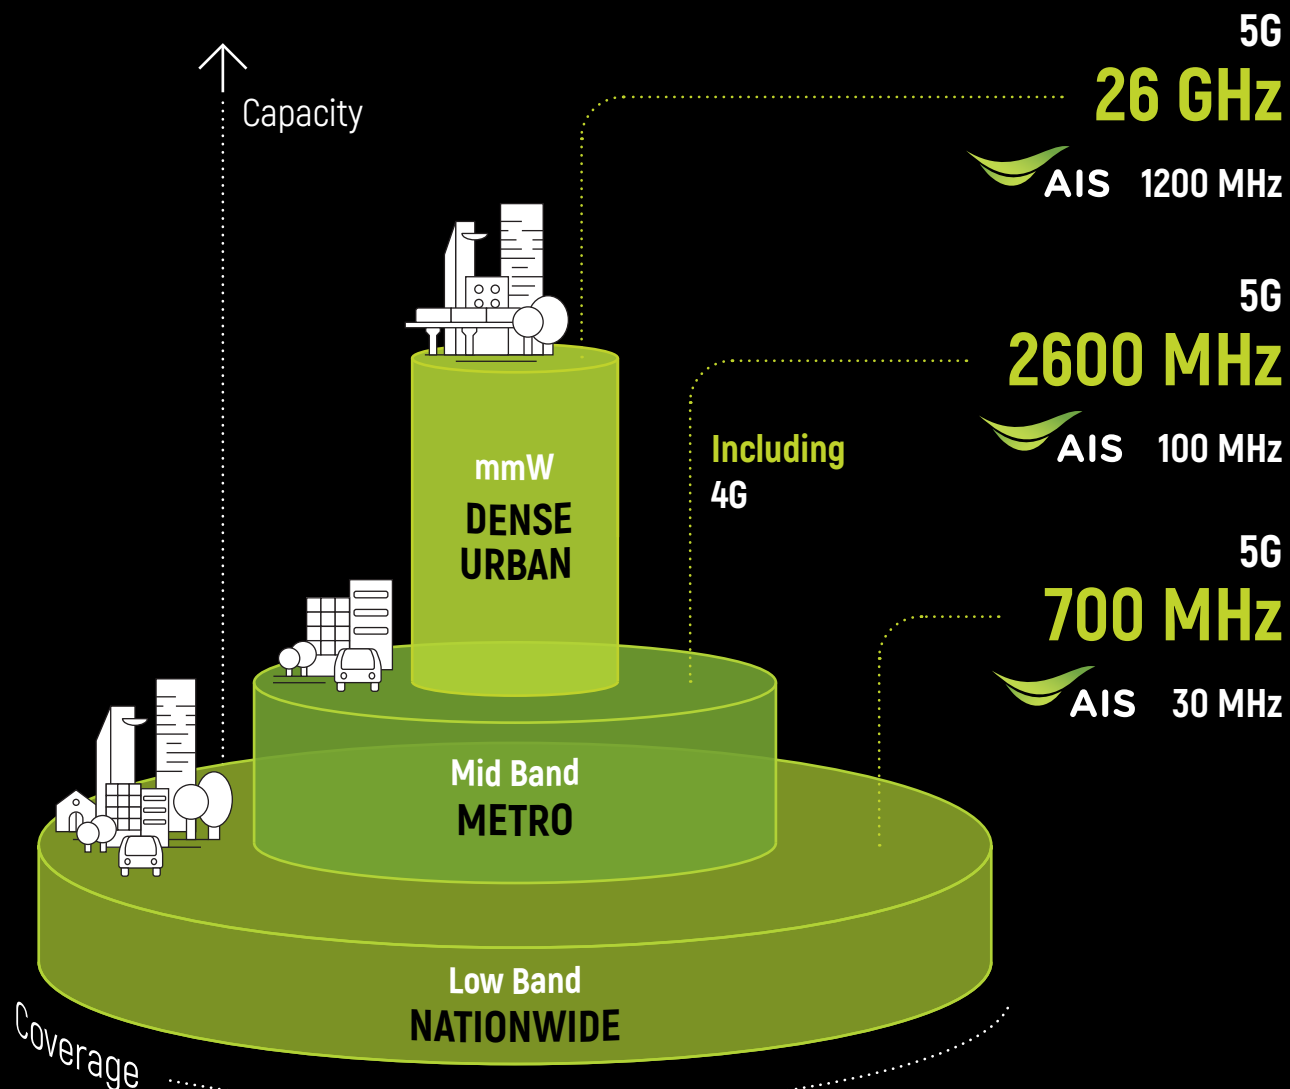 Capacity
5G
26 GHz
AIS 1200 MHz
5G
2600 MHz
AIS 100 MHz
Including
4G
5G
700 MHz
AIS 30 MHz
mmW
DENSE
URBAN
Mid Band
METRO
Low Band
NATIONWIDE
Coverage